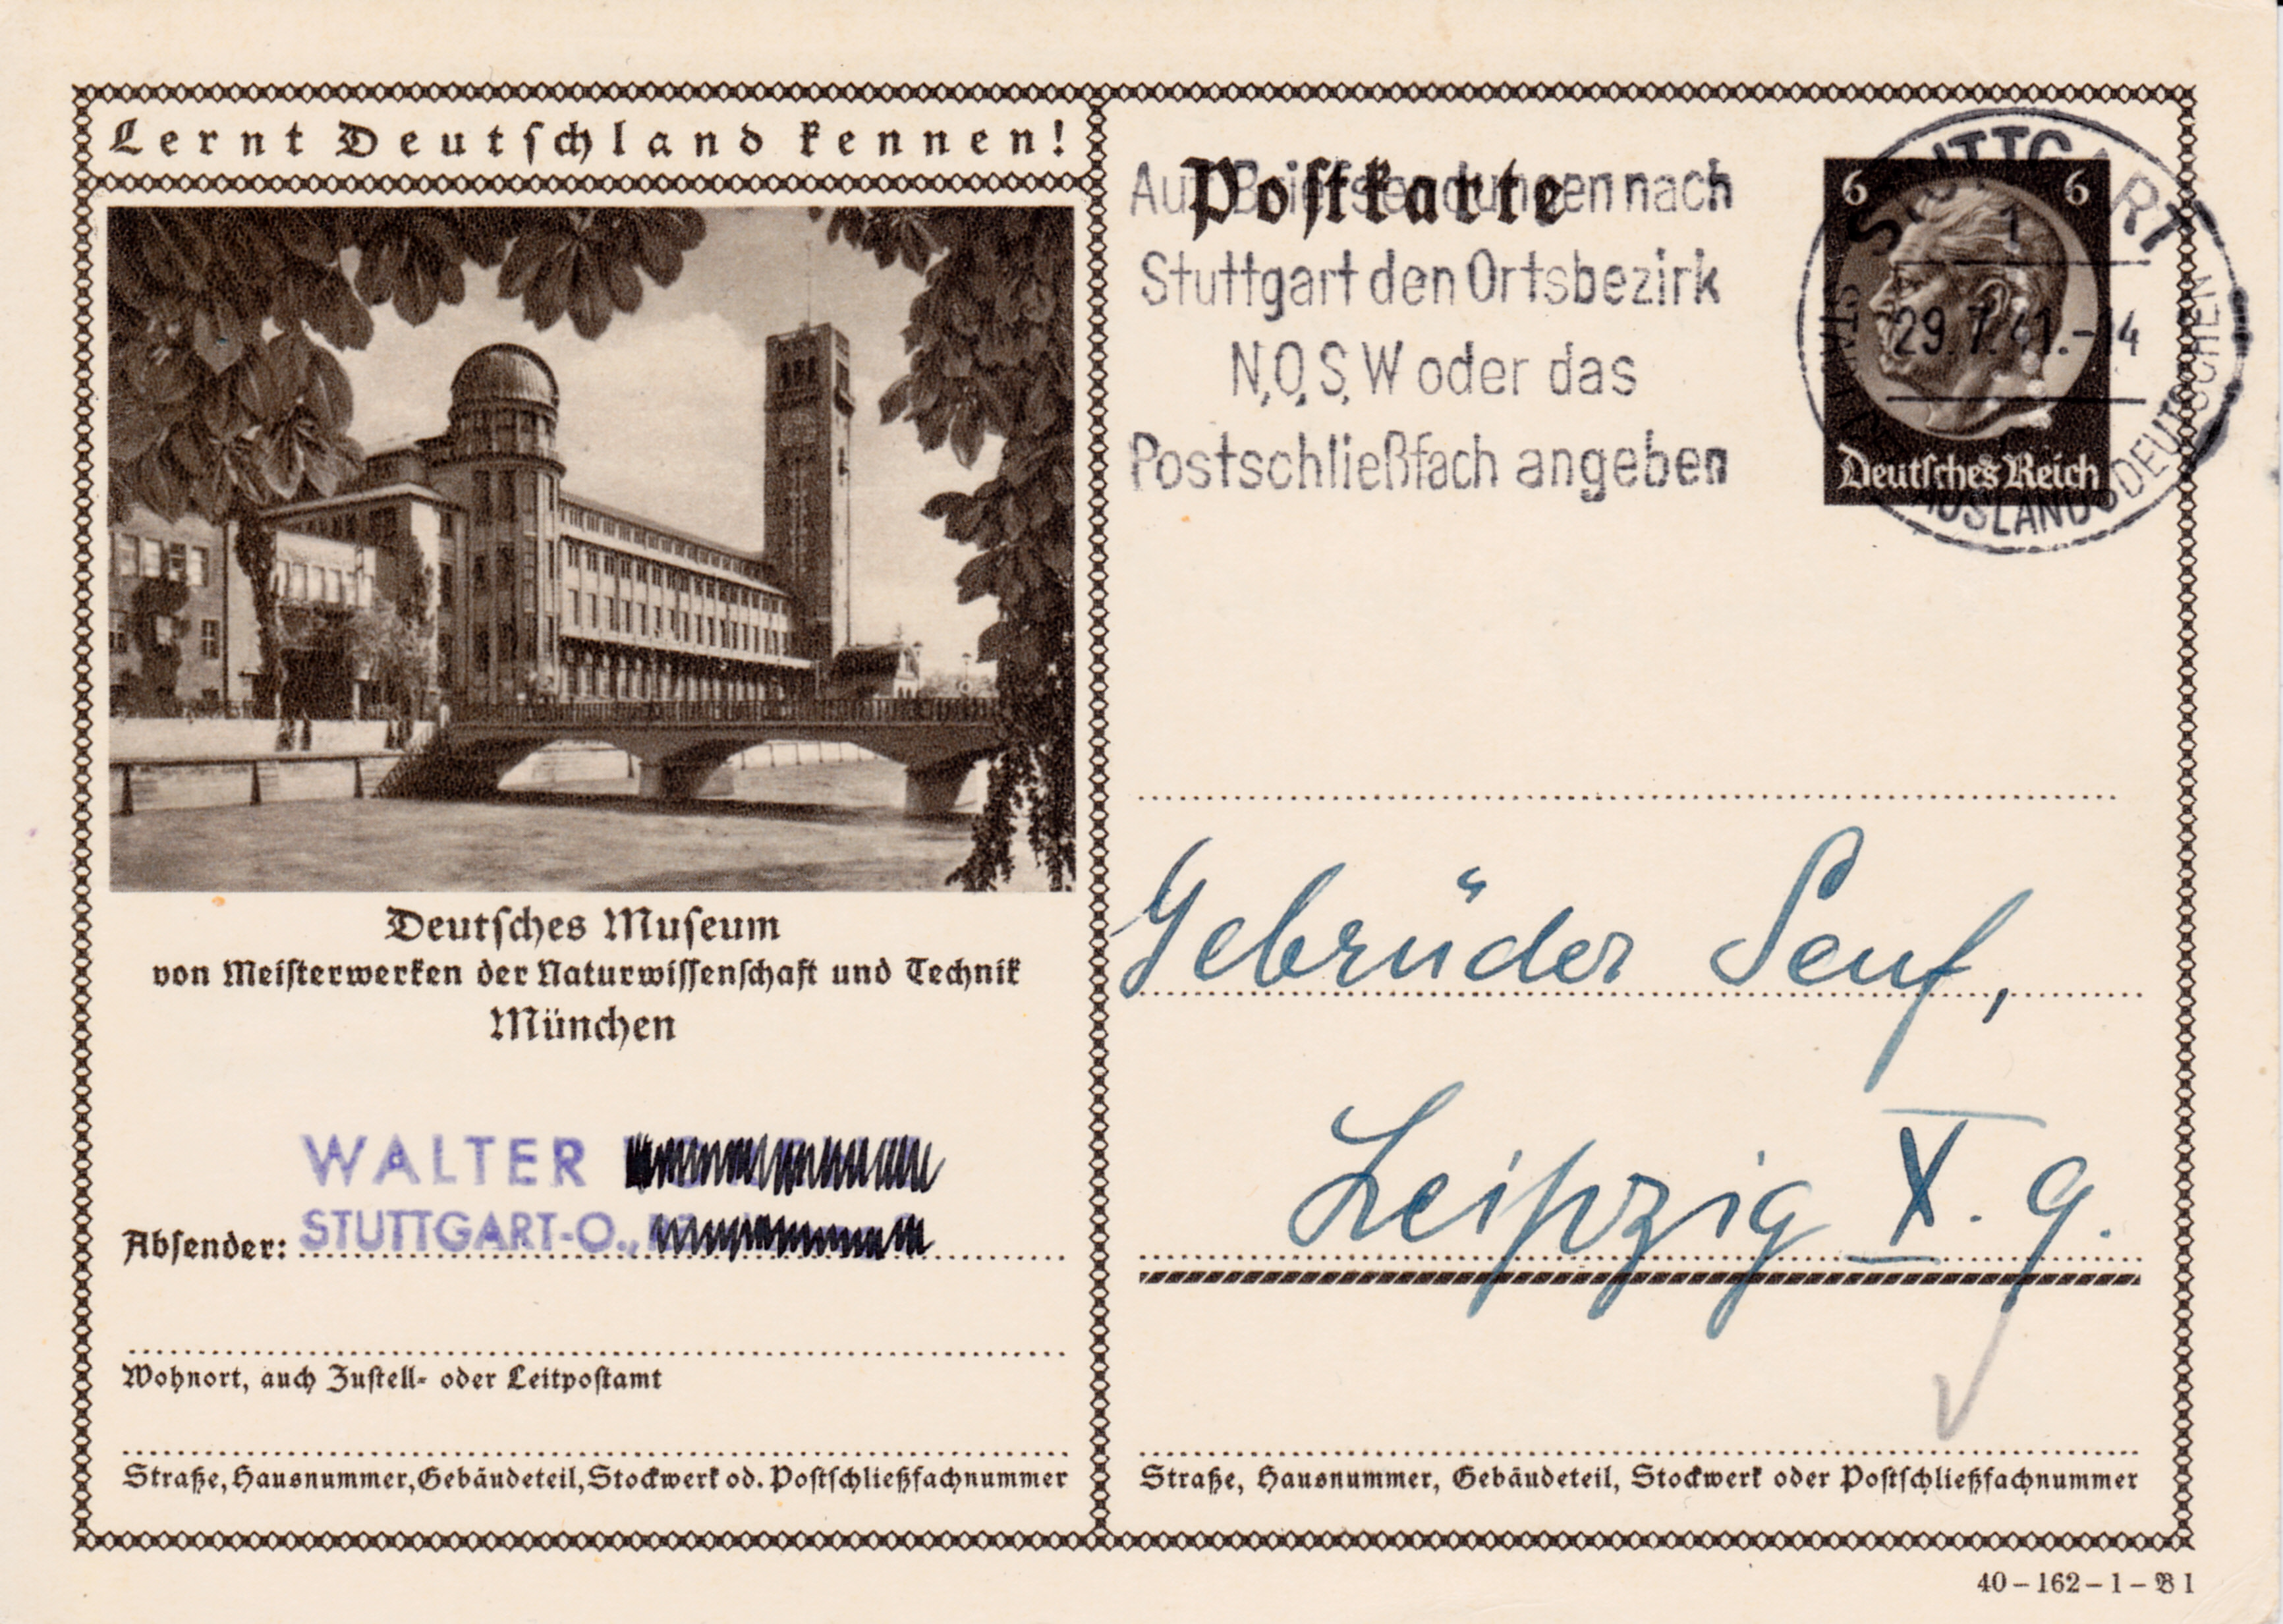 Lernt Deutschland kennen!
Deutsches Museum
von Meisterwerken der Naturwissenschaft und Technik
München
WALTER
Absender: STUTTGART-O.,
Wohnort, auch Zustell- oder Leitpostamt
Straße, Hausnummer, Gebäudeteil, Stockwerk od. Postschließfachnummer
Postkarte
Auf Briefsendungen nach
Stuttgart den Ortsbezirk
N, O, S, W oder das
Postschließfach angeben
6 6
Deutsches Reich
STUTTGART
1
29.7.41.-14
AUSLANDSDEUTSCHEN
Gebrüder Senf,
Leipzig X. 9.
Straße, Hausnummer, Gebäudeteil, Stockwerk oder Postschließfachnummer
40-162-1-B 1